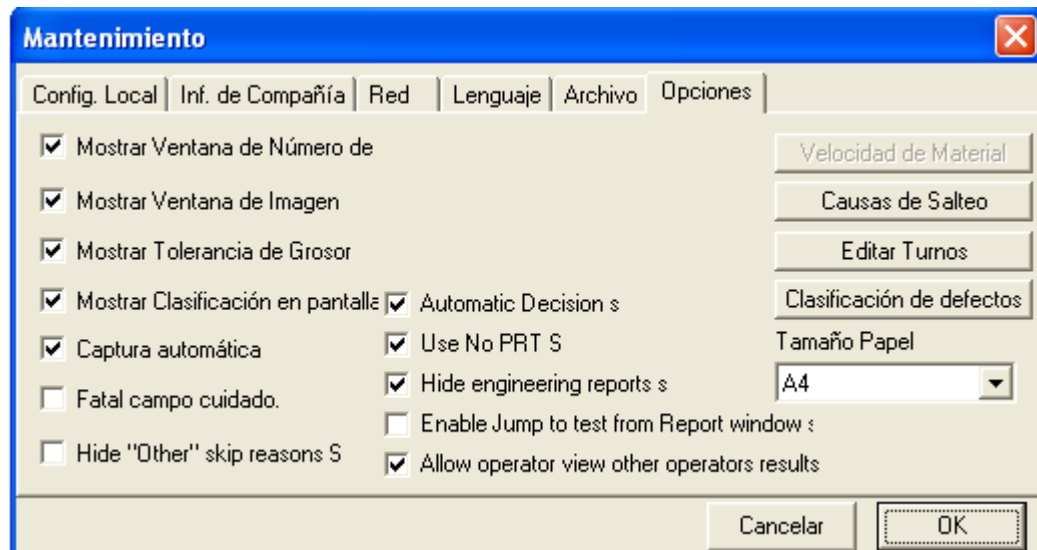 Mantenimiento
Config. Local Inf. de Compañía Red Lenguaje Archivo Opciones
Mostrar Ventana de Número de
Mostrar Ventana de Imagen
Mostrar Tolerancia de Grosor
Mostrar Clasificación en pantalla
Captura automática
Fatal campo cuidado.
Hide "Other" skip reasons S
Automatic Decision s
Use No PRT S
Hide engineering reports s
Enable Jump to test from Report window s
Allow operator view other operators results
Velocidad de Material
Causas de Salteo
Editar Turnos
Clasificación de defectos
Tamaño Papel
A4
Cancelar OK